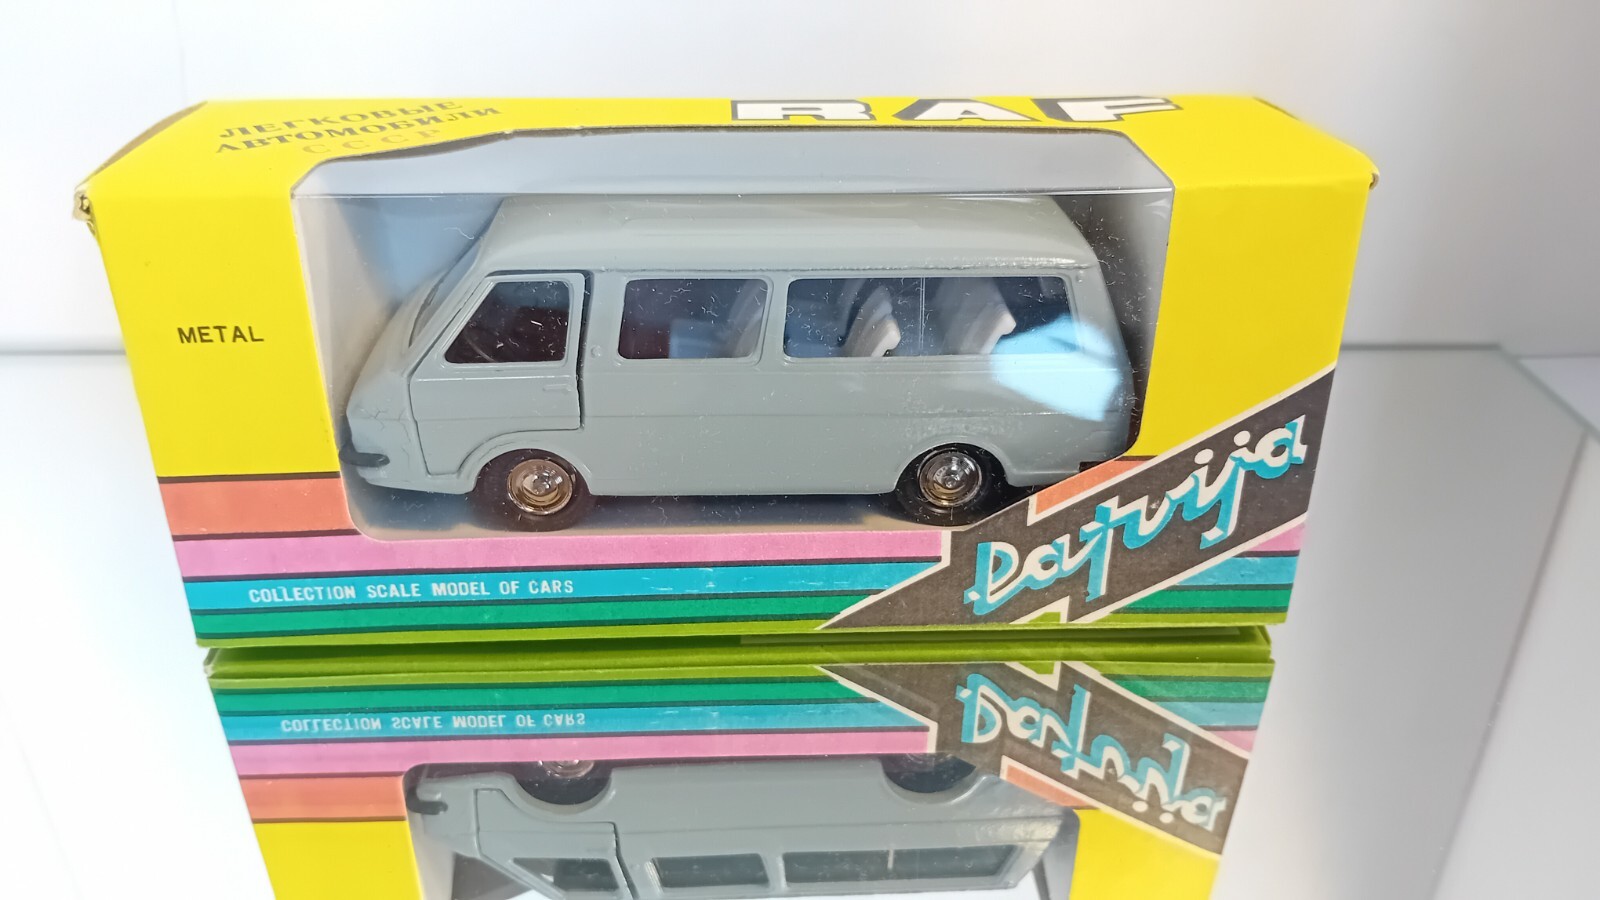 ЛЕГКОВЫЕ
АВТОМОБИЛИ
СССР
RAF
METAL
Latvija
COLLECTION SCALE MODEL OF CARS